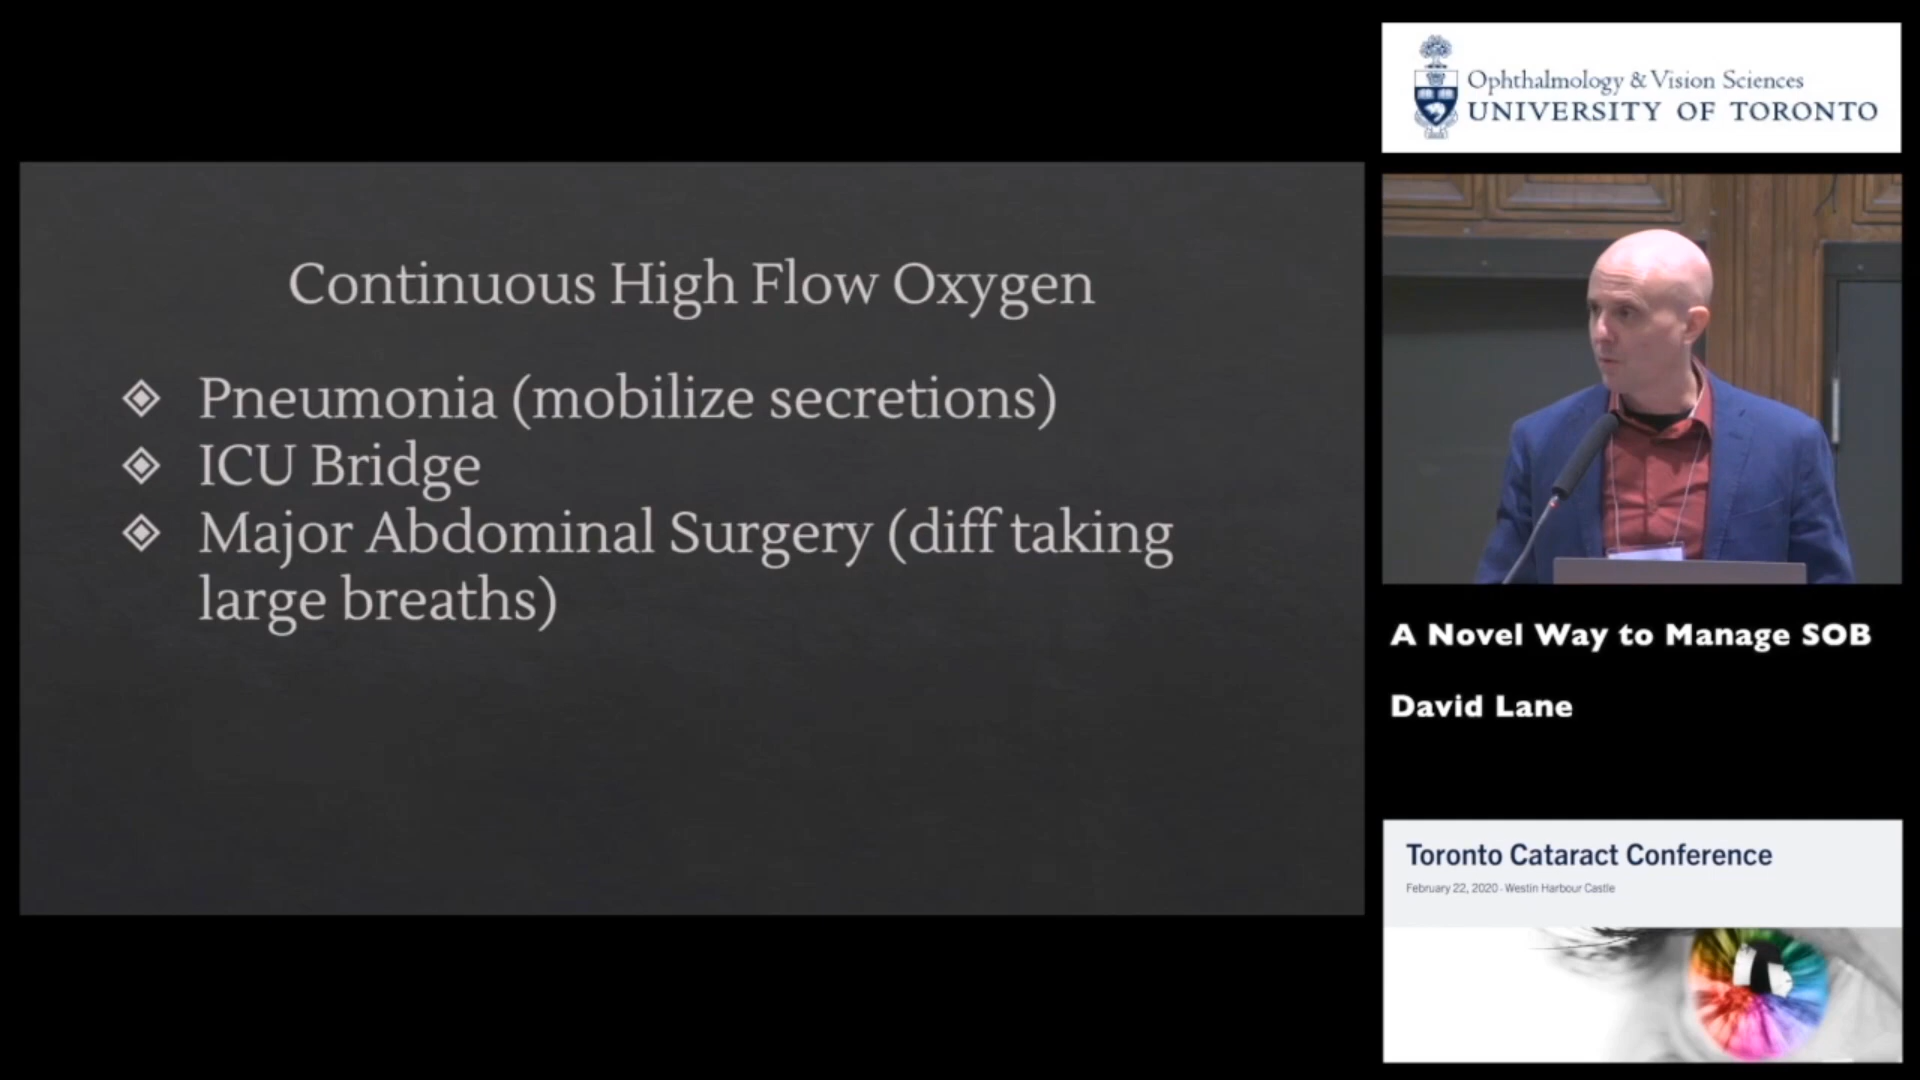 Continuous High Flow Oxygen
Pneumonia (mobilize secretions)
ICU Bridge
Major Abdominal Surgery (diff taking
large breaths)
Ophthalmology & Vision Sciences
UNIVERSITY OF TORONTO
A Novel Way to Manage SOB
David Lane
Toronto Cataract Conference
February 22, 2020 - Westin Harbour Castle